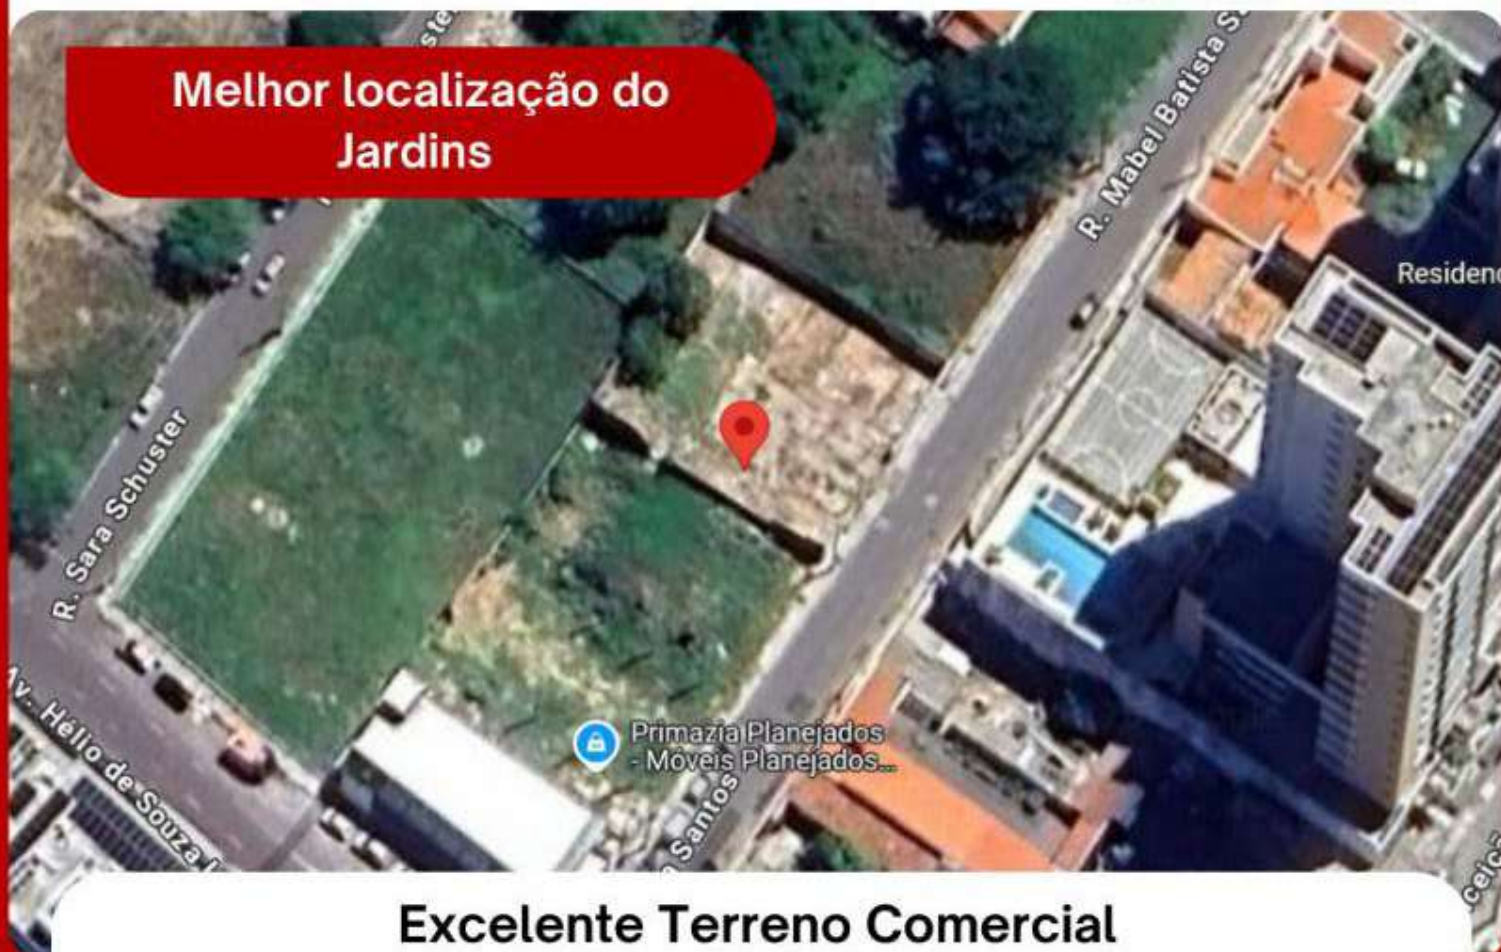 Melhor localização do
Jardins
R. Mabel Batista S
Residenc
R. Sara Schuster
Av. Hélio de Souza
Primazia Planejados
- Móveis Planejados...
Santos
Excelente Terreno Comercial